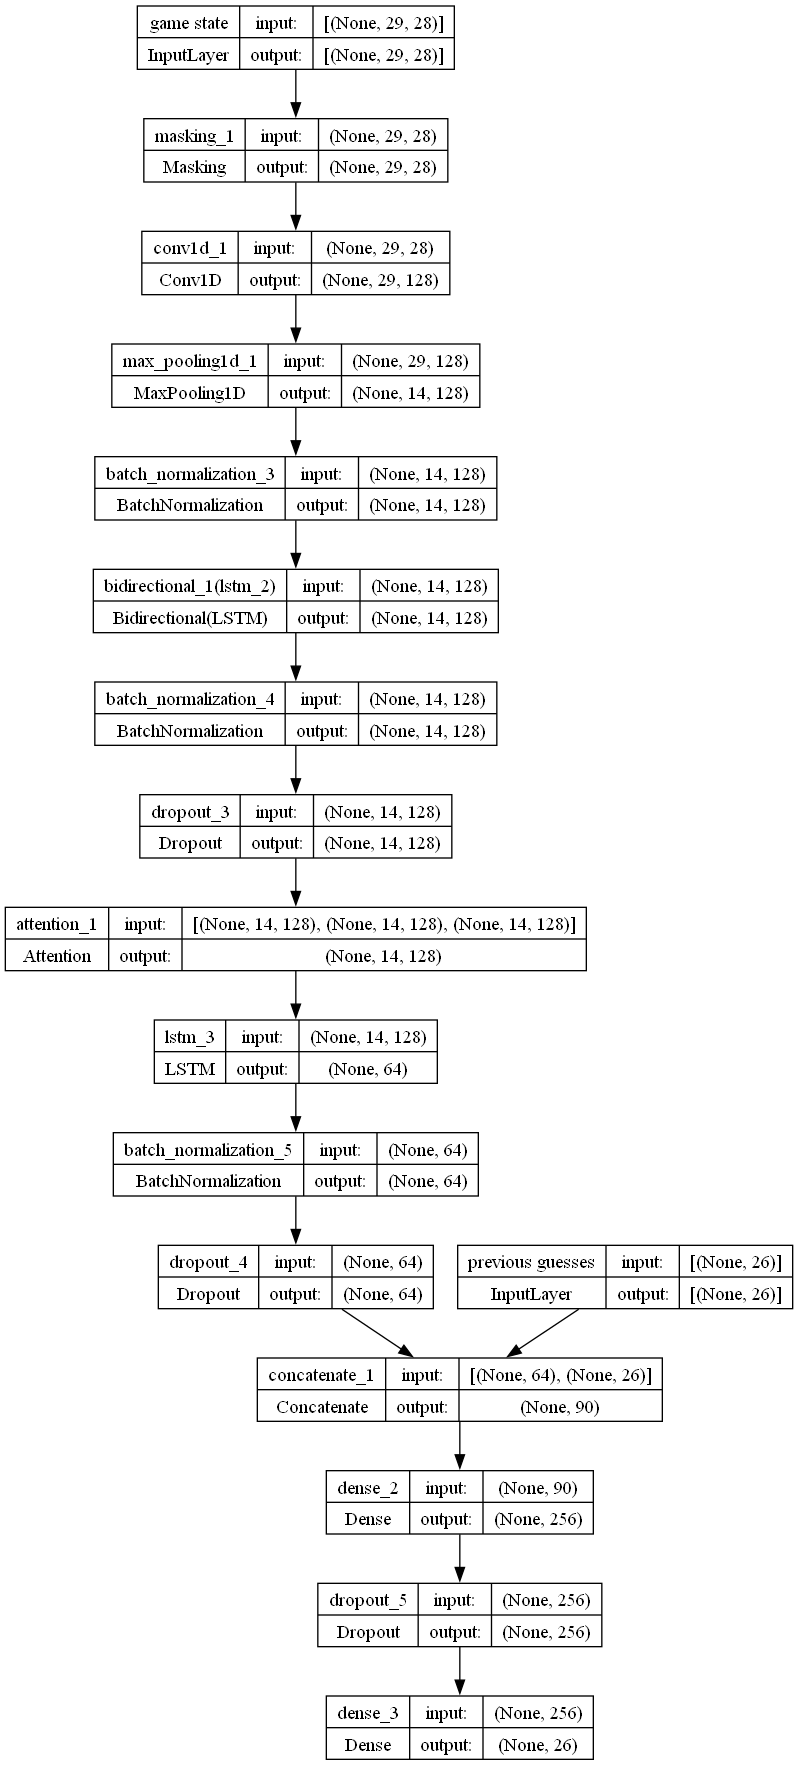 game state input: [(None, 29, 28)]
InputLayer output: [(None, 29, 28)]
masking_1 input: (None, 29, 28)
Masking output: (None, 29, 28)
conv1d_1 input: (None, 29, 28)
Conv1D output: (None, 29, 128)
max_pooling1d_1 input: (None, 29, 128)
MaxPooling1D output: (None, 14, 128)
batch_normalization_3 input: (None, 14, 128)
BatchNormalization output: (None, 14, 128)
bidirectional_1(lstm_2) input: (None, 14, 128)
Bidirectional(LSTM) output: (None, 14, 128)
batch_normalization_4 input: (None, 14, 128)
BatchNormalization output: (None, 14, 128)
dropout_3 input: (None, 14, 128)
Dropout output: (None, 14, 128)
attention_1 input: [(None, 14, 128), (None, 14, 128), (None, 14, 128)]
Attention output: (None, 14, 128)
lstm_3 input: (None, 14, 128)
LSTM output: (None, 64)
batch_normalization_5 input: (None, 64)
BatchNormalization output: (None, 64)
dropout_4 input: (None, 64)
Dropout output: (None, 64)
previous guesses input: [(None, 26)]
InputLayer output: [(None, 26)]
concatenate_1 input: [(None, 64), (None, 26)]
Concatenate output: (None, 90)
dense_2 input: (None, 90)
Dense output: (None, 256)
dropout_5 input: (None, 256)
Dropout output: (None, 256)
dense_3 input: (None, 256)
Dense output: (None, 26)